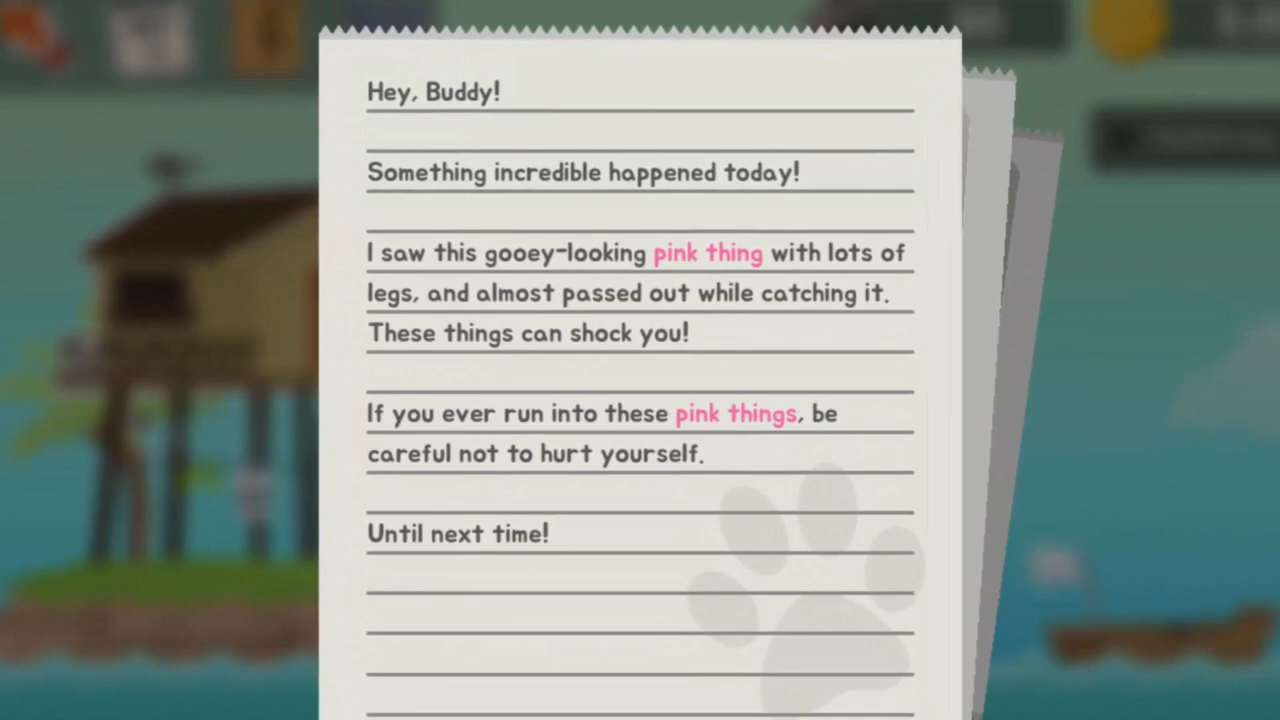 Hey, Buddy!
Something incredible happened today!
I saw this gooey-looking pink thing with lots of
legs, and almost passed out while catching it.
These things can shock you!
If you ever run into these pink things, be
careful not to hurt yourself.
Until next time!